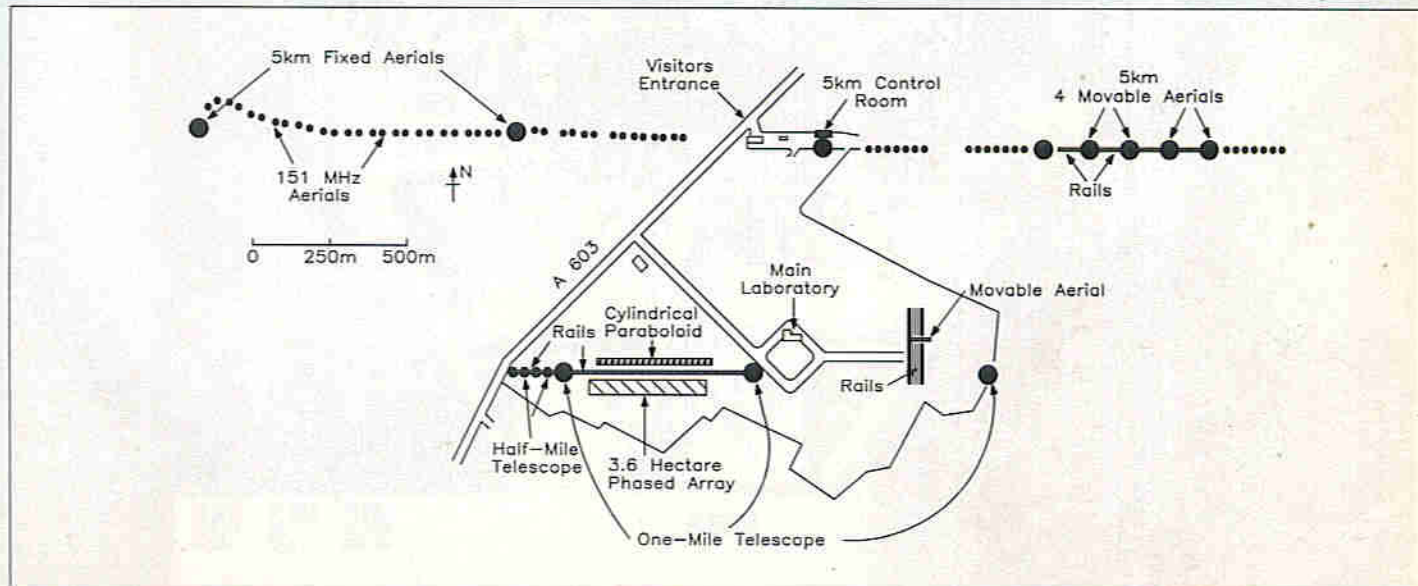 5km Fixed Aerials
Visitors
Entrance
5km Control
Room
5km
4 Movable Aerials
151 MHz
Aerials
N
Rails
0 250m 500m
A 603
Main
Laboratory
Movable Aerial
Cylindrical
Paraboloid
Rails
Rails
Half-Mile
Telescope
3.6 Hectare
Phased Array
One-Mile Telescope